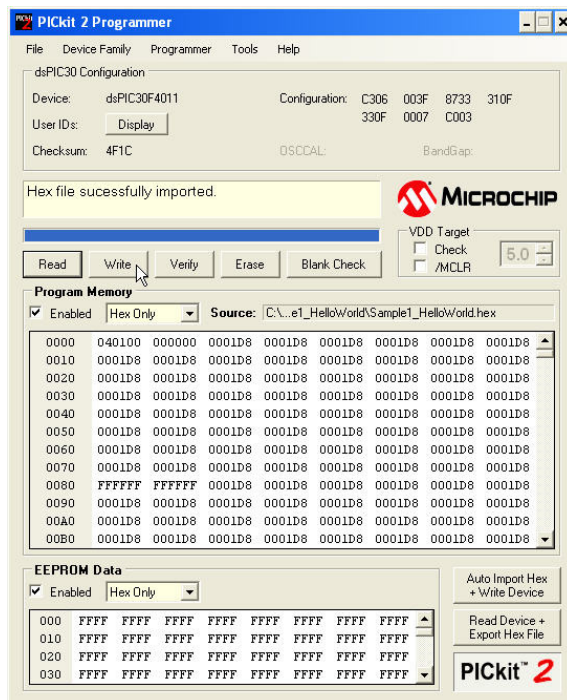 PICkit 2 Programmer
File Device Family Programmer Tools Help
dsPIC30 Configuration
Device: dsPIC30F4011 Configuration: C306 003F 8733 310F
User IDs: Display 330F 0007 C003
Checksum: 4F1C OSCCAL: BandGap:
Hex file sucessfully imported.
MICROCHIP
VDD Target
Check
/MCLR
5.0
Read Write Verify Erase Blank Check
Program Memory
Enabled Hex Only Source: C:\...e1_HelloWorld\Sample1_HelloWorld.hex
0000 040100 000000 0001D8 0001D8 0001D8 0001D8 0001D8 0001D8
0010 0001D8 0001D8 0001D8 0001D8 0001D8 0001D8 0001D8 0001D8
0020 0001D8 0001D8 0001D8 0001D8 0001D8 0001D8 0001D8 0001D8
0030 0001D8 0001D8 0001D8 0001D8 0001D8 0001D8 0001D8 0001D8
0040 0001D8 0001D8 0001D8 0001D8 0001D8 0001D8 0001D8 0001D8
0050 0001D8 0001D8 0001D8 0001D8 0001D8 0001D8 0001D8 0001D8
0060 0001D8 0001D8 0001D8 0001D8 0001D8 0001D8 0001D8 0001D8
0070 0001D8 0001D8 0001D8 0001D8 0001D8 0001D8 0001D8 0001D8
0080 FFFFFF FFFFFF 0001D8 0001D8 0001D8 0001D8 0001D8 0001D8
0090 0001D8 0001D8 0001D8 0001D8 0001D8 0001D8 0001D8 0001D8
00A0 0001D8 0001D8 0001D8 0001D8 0001D8 0001D8 0001D8 0001D8
00B0 0001D8 0001D8 0001D8 0001D8 0001D8 0001D8 0001D8 0001D8
EEPROM Data
Enabled Hex Only
000 FFFF FFFF FFFF FFFF FFFF FFFF FFFF FFFF
010 FFFF FFFF FFFF FFFF FFFF FFFF FFFF FFFF
020 FFFF FFFF FFFF FFFF FFFF FFFF FFFF FFFF
030 FFFF FFFF FFFF FFFF FFFF FFFF FFFF FFFF
Auto Import Hex
+ Write Device
Read Device +
Export Hex File
PICkit™ 2